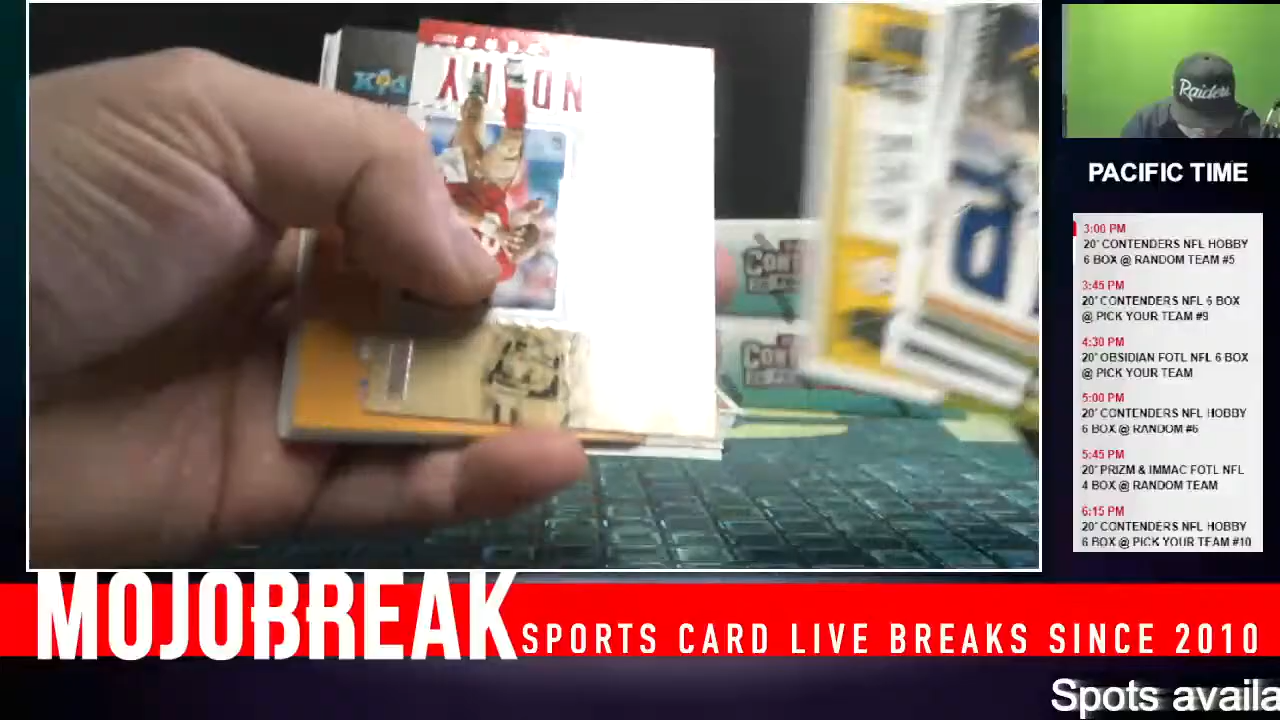 Raiders
PACIFIC TIME
3:00 PM
20' CONTENDERS NFL HOBBY
6 BOX @ RANDOM TEAM #5
3:45 PM
20' CONTENDERS NFL 6 BOX
@ PICK YOUR TEAM #9
4:30 PM
20' OBSIDIAN FOTL NFL 6 BOX
@ PICK YOUR TEAM
5:00 PM
20' CONTENDERS NFL HOBBY
6 BOX @ RANDOM #6
5:45 PM
20' PRIZM & IMMAC FOTL NFL
4 BOX @ RANDOM TEAM
6:15 PM
20' CONTENDERS NFL HOBBY
6 BOX @ PICK YOUR TEAM #10
MOJOBREAK
SPORTS CARD LIVE BREAKS SINCE 2010
Spots availa